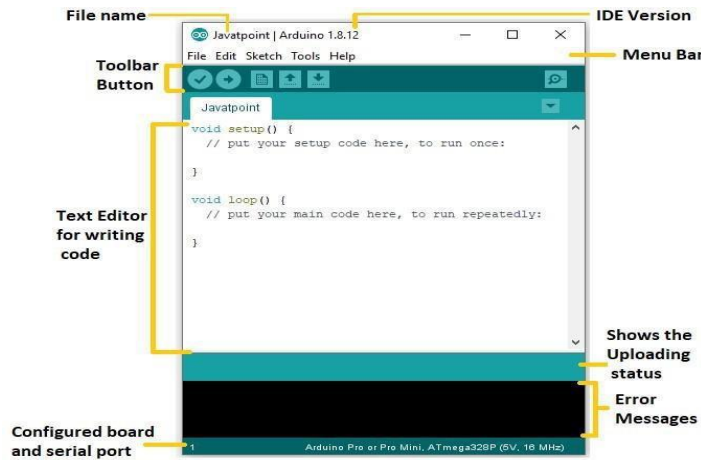 File name
IDE Version
Javatpoint | Arduino 1.8.12
File Edit Sketch Tools Help
Menu Bar
Toolbar
Button
Javatpoint
void setup() {
// put your setup code here, to run once:
}
void loop() {
// put your main code here, to run repeatedly:
}
Text Editor
for writing
code
Shows the
Uploading
status
Error
Messages
Configured board
and serial port
1
Arduino Pro or Pro Mini, ATmega328P (5V, 16 MHz)